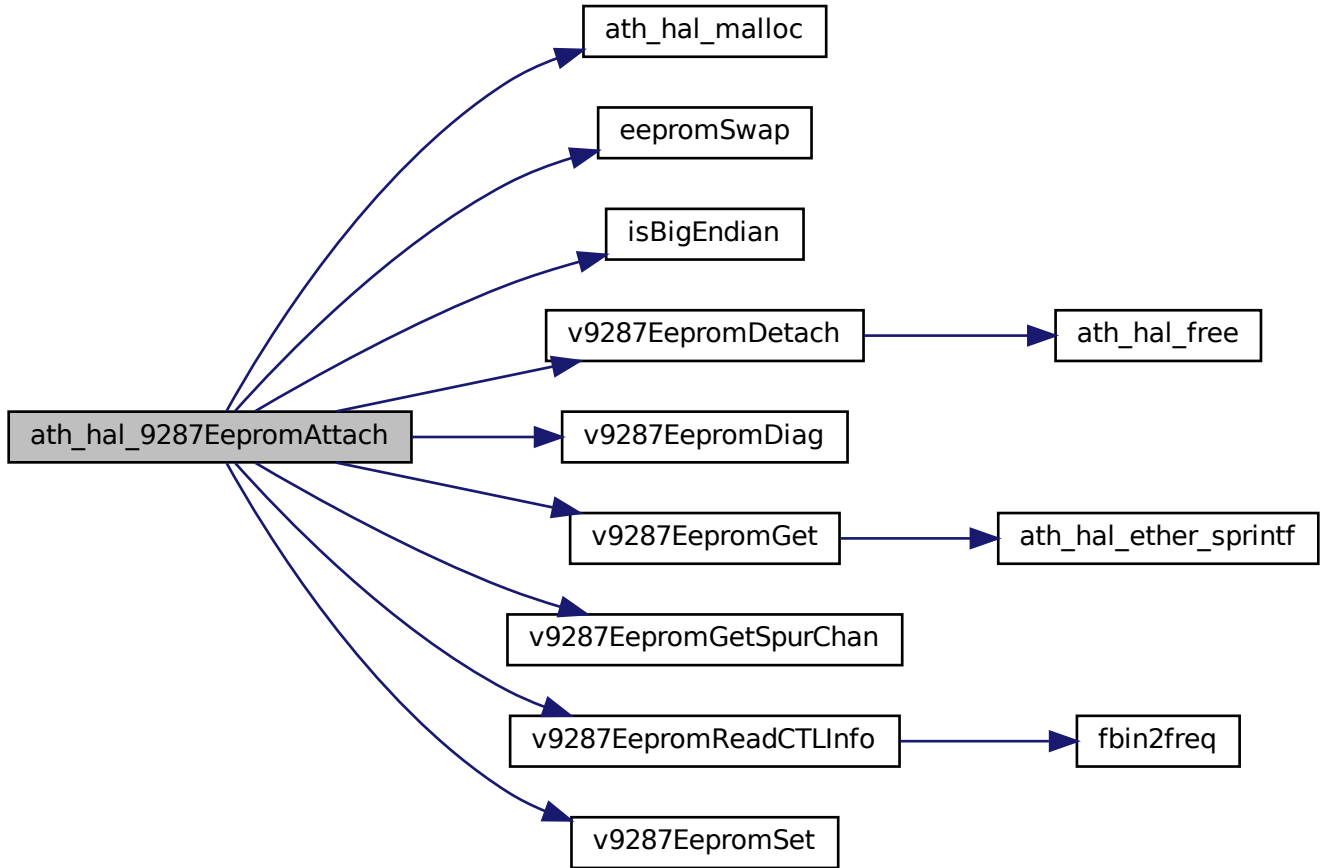 ath_hal_malloc
eepromSwap
isBigEndian
v9287EepromDetach
ath_hal_free
ath_hal_9287EepromAttach
v9287EepromDiag
v9287EepromGet
ath_hal_ether_sprintf
v9287EepromGetSpurChan
v9287EepromReadCTLInfo
fbin2freq
v9287EepromSet